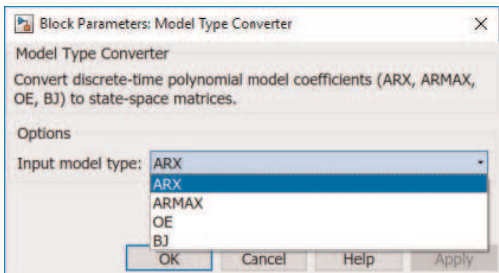 Block Parameters: Model Type Converter
Model Type Converter
Convert discrete-time polynomial model coefficients (ARX, ARMAX,
OE, BJ) to state-space matrices.
Options
Input model type: ARX
ARX
ARMAX
OE
BJ
OK Cancel Help Apply